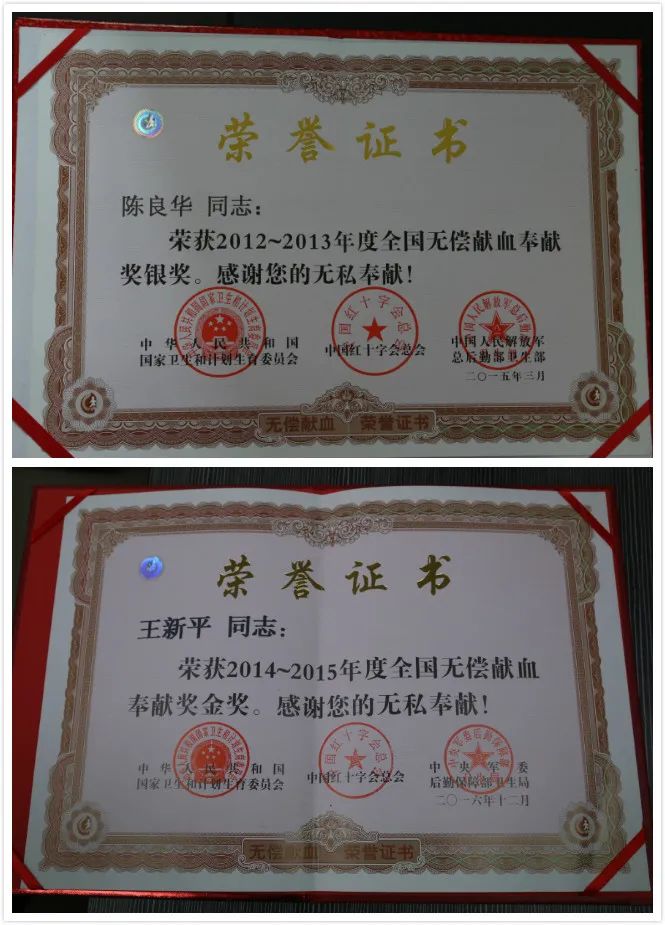 荣誉证书
陈良华 同志：
荣获2012~2013年度全国无偿献血奉献
奖银奖。感谢您的无私奉献！
中华人民共和国
国家卫生和计划生育委员会
中国红十字会总会
中国人民解放军
总后勤部卫生部
二〇一五年三月
无偿献血 荣誉证书
荣誉证书
王新平 同志：
荣获2014~2015年度全国无偿献血
奉献奖金奖。感谢您的无私奉献！
中华人民共和国
国家卫生和计划生育委员会
中国红十字会总会
中央军委
后勤保障部卫生局
二〇一六年十二月
无偿献血 荣誉证书